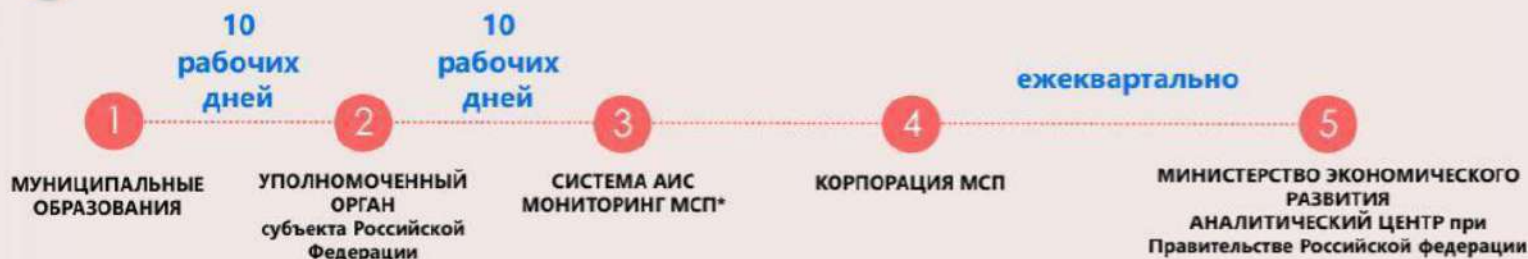 10
рабочих
дней
10
рабочих
дней
ежеквартально
1
2
3
4
5
МУНИЦИПАЛЬНЫЕ
ОБРАЗОВАНИЯ
УПОЛНОМОЧЕННЫЙ
ОРГАН
субъекта Российской
Федерации
СИСТЕМА АИС
МОНИТОРИНГ МСП*
КОРПОРАЦИЯ МСП
МИНИСТЕРСТВО ЭКОНОМИЧЕСКОГО
РАЗВИТИЯ
АНАЛИТИЧЕСКИЙ ЦЕНТР при
Правительстве Российской федерации